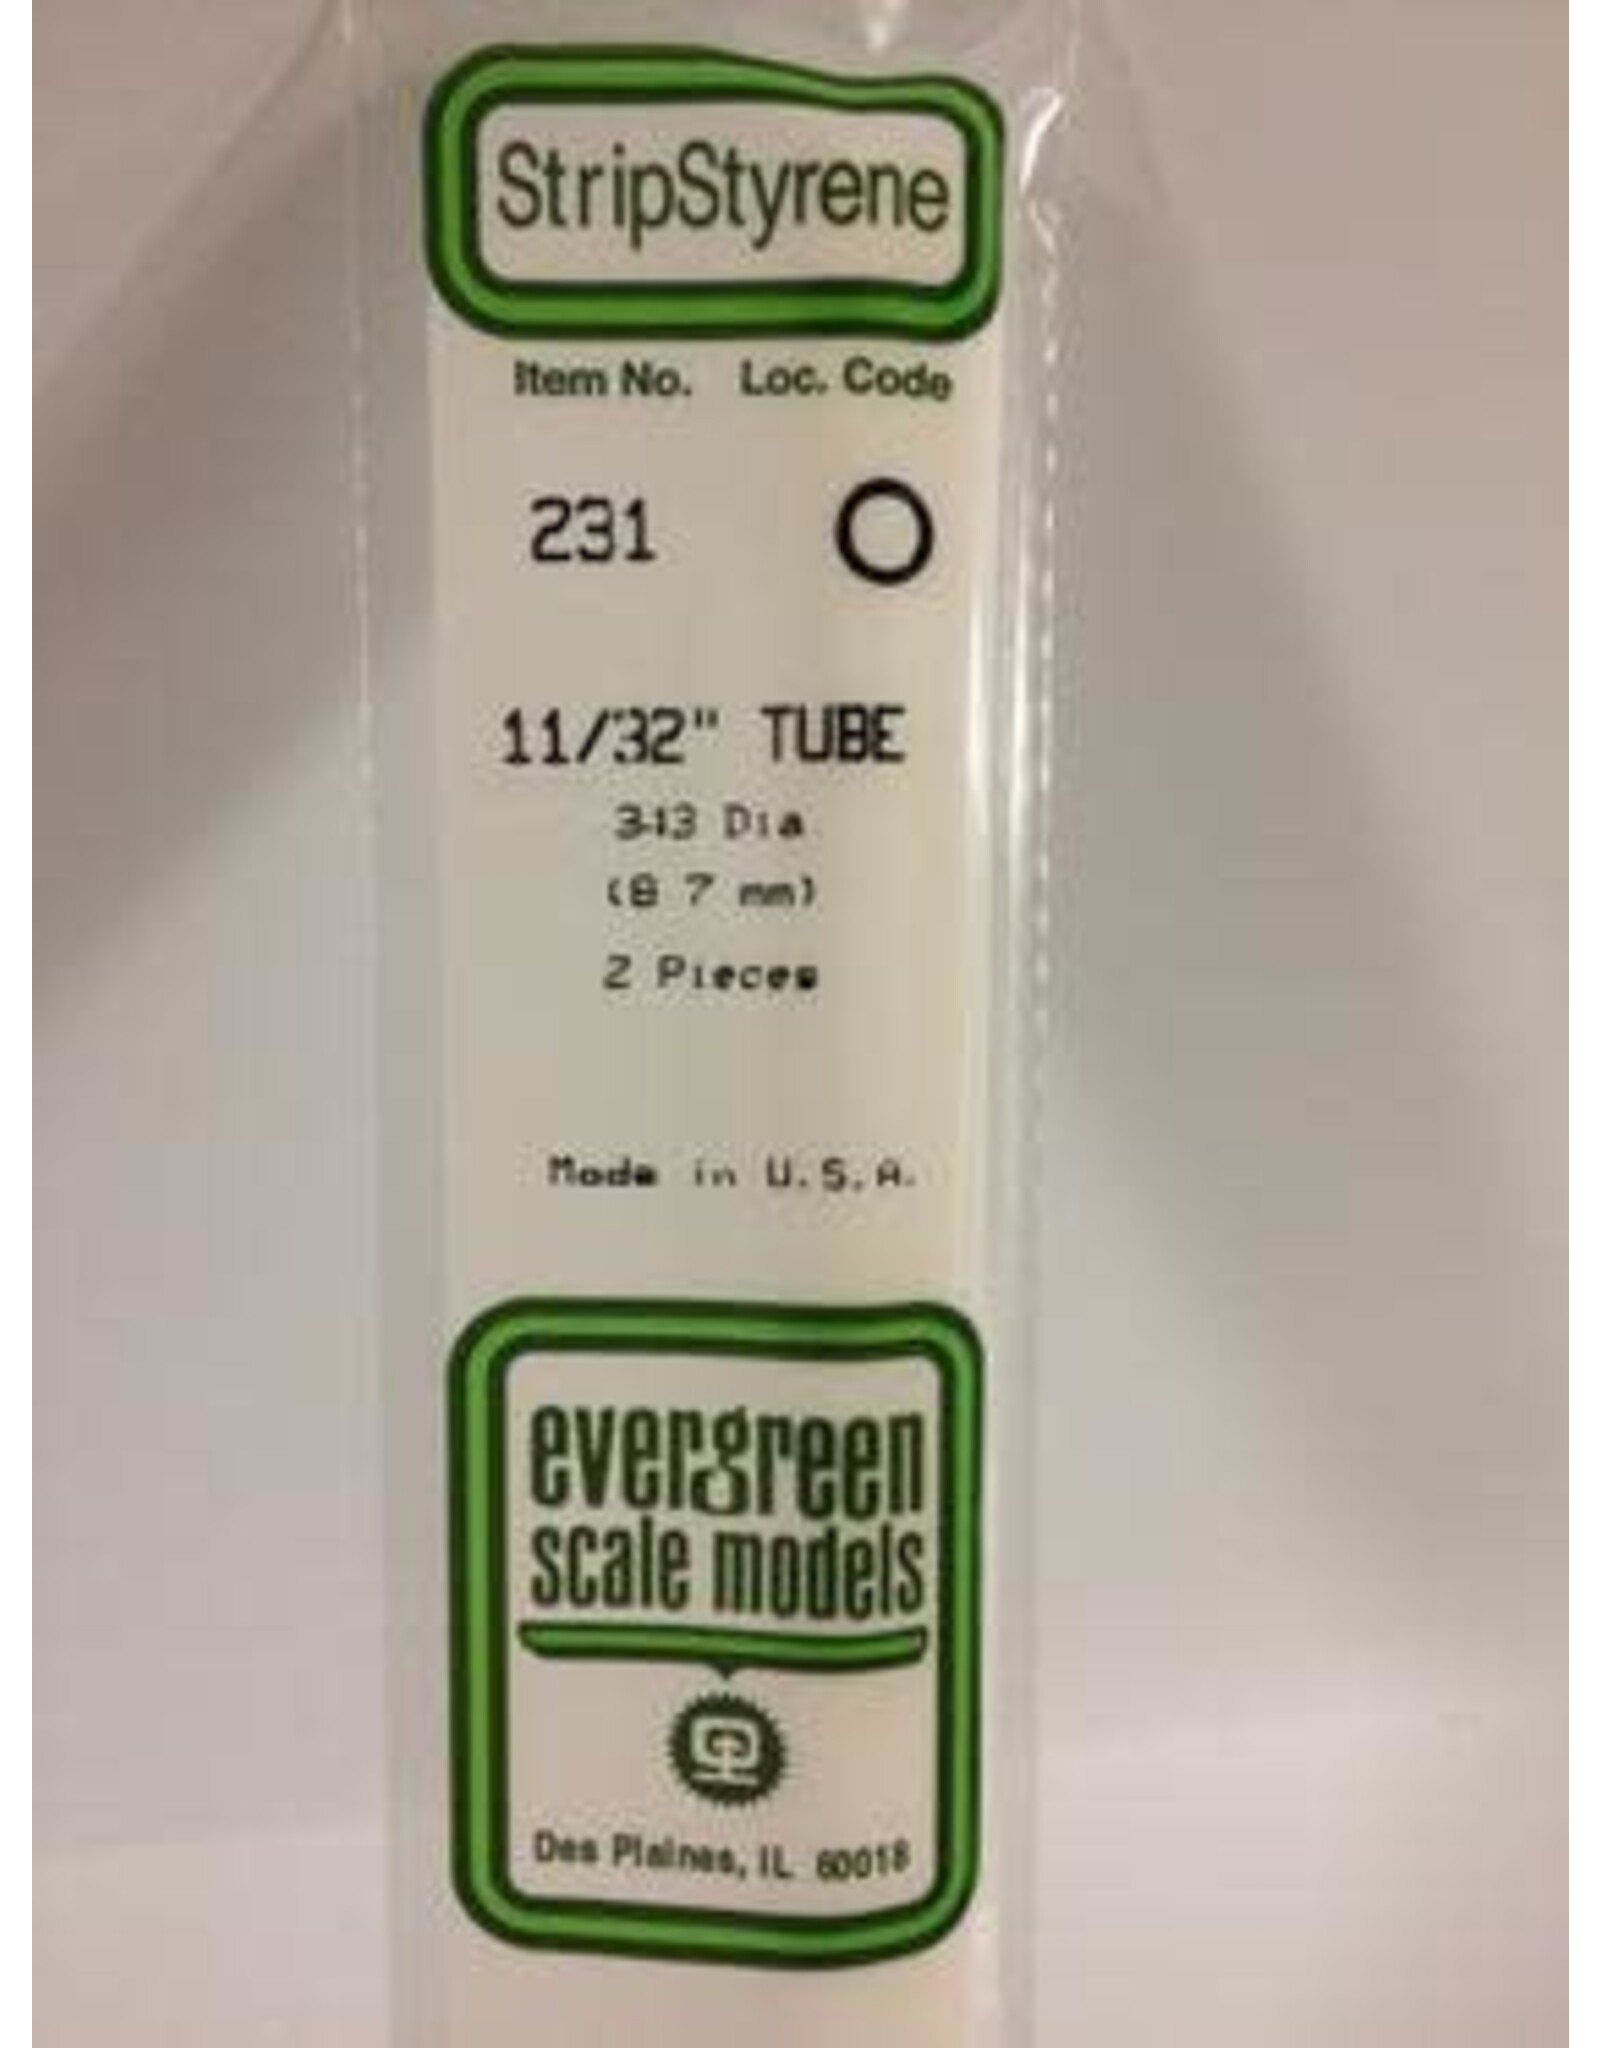 StripStyrene
Item No. Loc. Code
231 O
11/32" TUBE
343 Dia
(8 7 mm)
2 Pieces
Made in U.S.A.
evergreen
scale models
Des Plaines, IL 60018